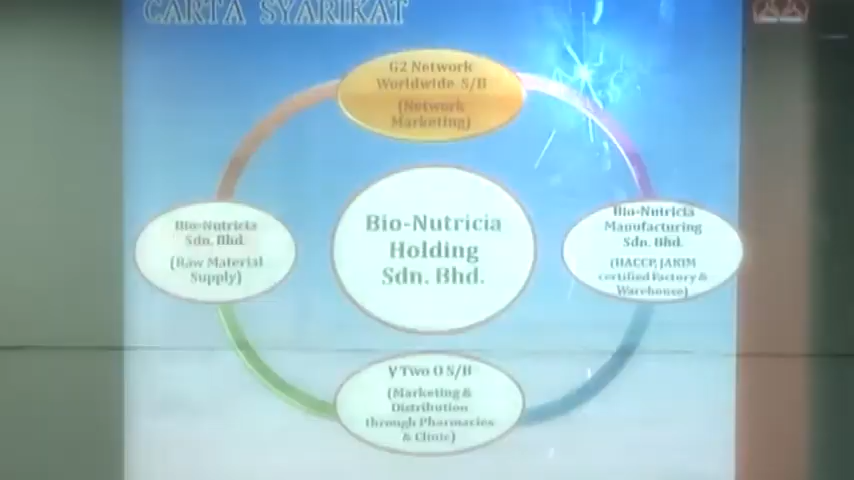 CARTA SYARIKAT
G2 Network
Worldwide S/B
(Network
Marketing)
Bio-Nutricia
Holding
Sdn. Bhd.
Bio-Nutricia
Sdn. Bhd.
(Raw Material
Supply)
Bio-Nutricia
Manufacturing
Sdn. Bhd.
(HACCP, JAKIM
certified Factory &
Warehouse)
V Two O S/B
(Marketing &
Distribution
through Pharmacies
& Clinic)